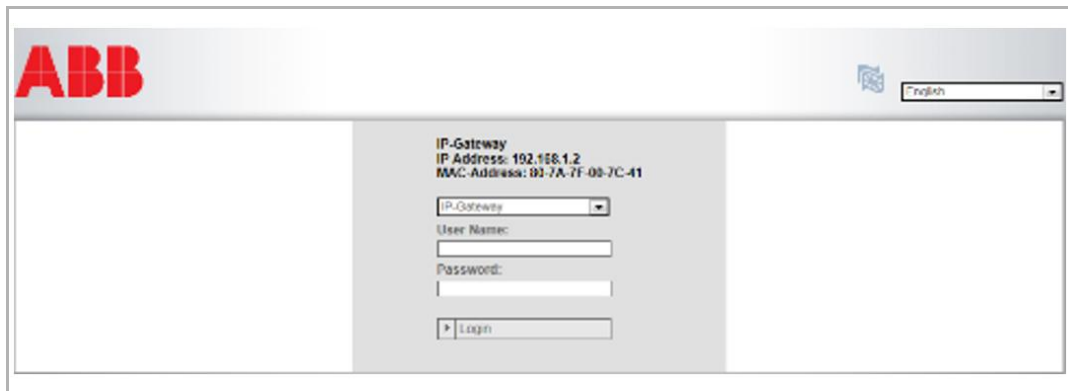 ABB
English
IP-Gateway
IP Address: 192.168.1.2
MAC-Address: 80-7A-7F-00-7C-41
IP-Gateway
User Name:
Password:
Login